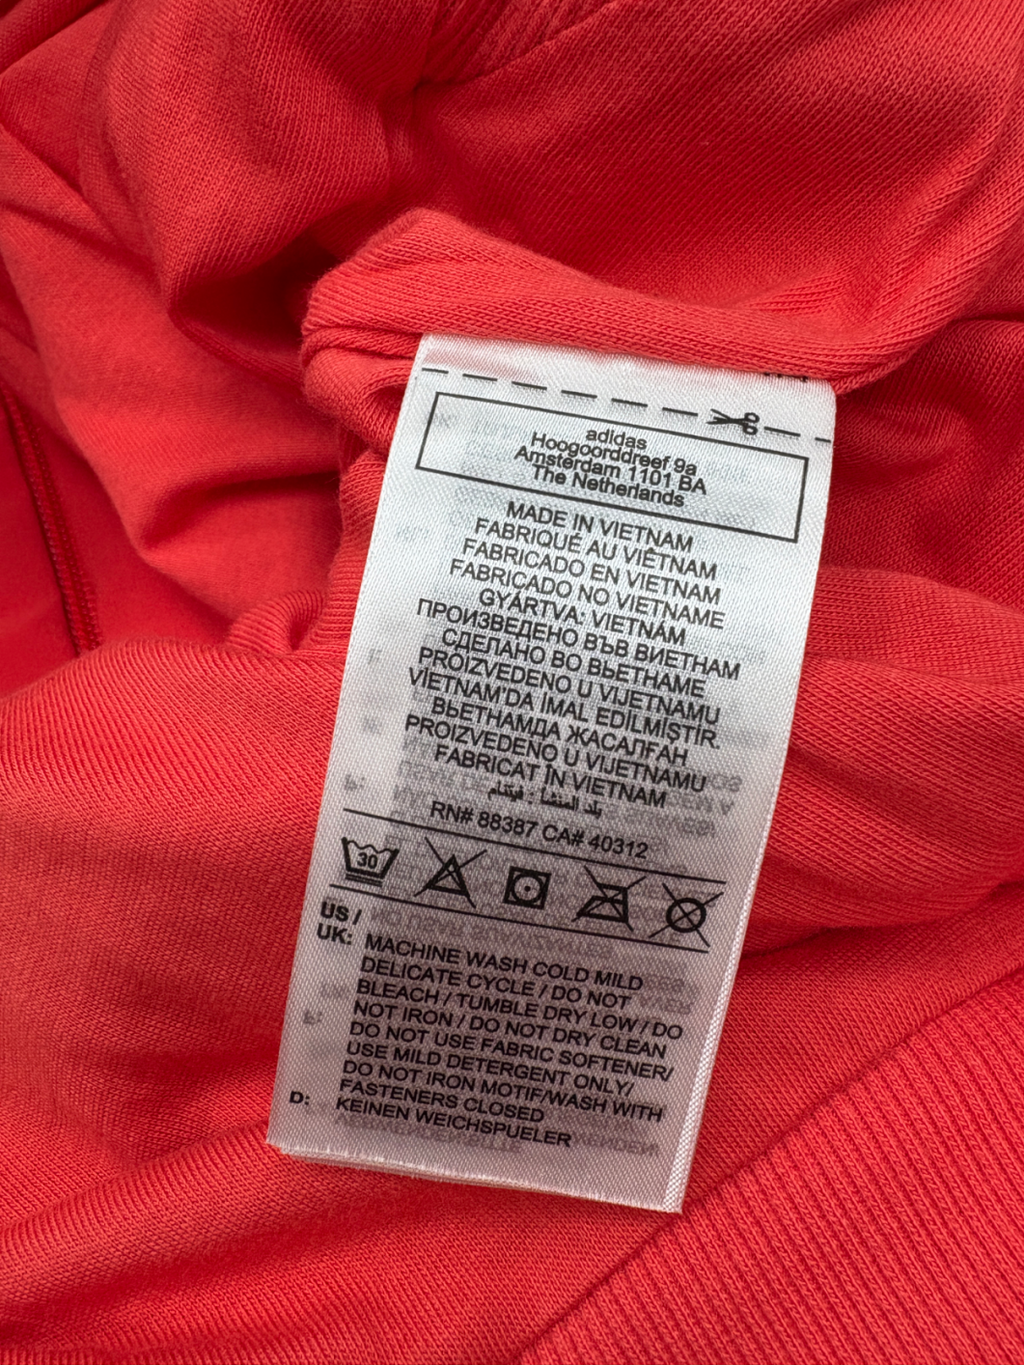 adidas
Hoogoorddreef 9a
Amsterdam 1101 BA
The Netherlands
MADE IN VIETNAM
FABRIQUÉ AU VIÊTNAM
FABRICADO EN VIETNAM
FABRICADO NO VIETNAME
GYÁRTVA: VIETNÁM
ПРОИЗВЕДЕНО ВЪВ ВИЕТНАМ
СДЕЛАНО ВО ВЬЕТНАМЕ
PROIZVEDENO U VIJETNAMU
VİETNAM'DA İMAL EDİLMİŞTİR.
ВЬЕТНАМДА ЖАСАЛҒАН
PROIZVEDENO U VIJETNAMU
FABRICAT ÎN VIETNAM
بلد المنشأ : فيتنام
RN# 88387 CA# 40312
30
US /
UK: MACHINE WASH COLD MILD
DELICATE CYCLE / DO NOT
BLEACH / TUMBLE DRY LOW / DO
NOT IRON / DO NOT DRY CLEAN
DO NOT USE FABRIC SOFTENER/
USE MILD DETERGENT ONLY/
DO NOT IRON MOTIF/WASH WITH
FASTENERS CLOSED
D: KEINEN WEICHSPUELER